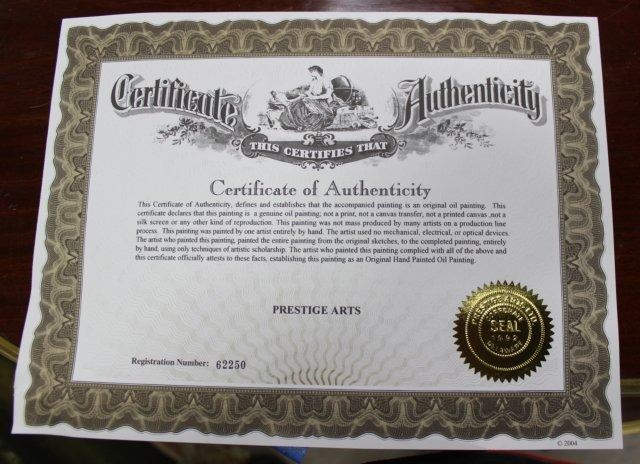 Certificate Authenticity
THIS CERTIFIES THAT
Certificate of Authenticity
This Certificate of Authenticity, defines and establishes that the accompanied painting is an original oil painting. This
certificate declares that this painting is a genuine oil painting; not a print, not a canvas transfer, not a printed canvas ,not a
silk screen or any other kind of reproduction. This painting was not mass produced by many artists on a production line
process. This painting was painted by one artist entirely by hand. The artist used no mechanical, electrical, or optical devices.
The artist who painted this painting, painted the entire painting from the original sketches, to the completed painting, entirely
by hand, using only techniques of artistic scholarship. The artist who painted this painting complied with all of the above and
this certificate officially attests to these facts, establishing this painting as an Original Hand Painted Oil Painting.
PRESTIGE ARTS
PRESTIGE ARTS LTD.
SEAL
DELAWARE
Registration Number: 62250
© 2004